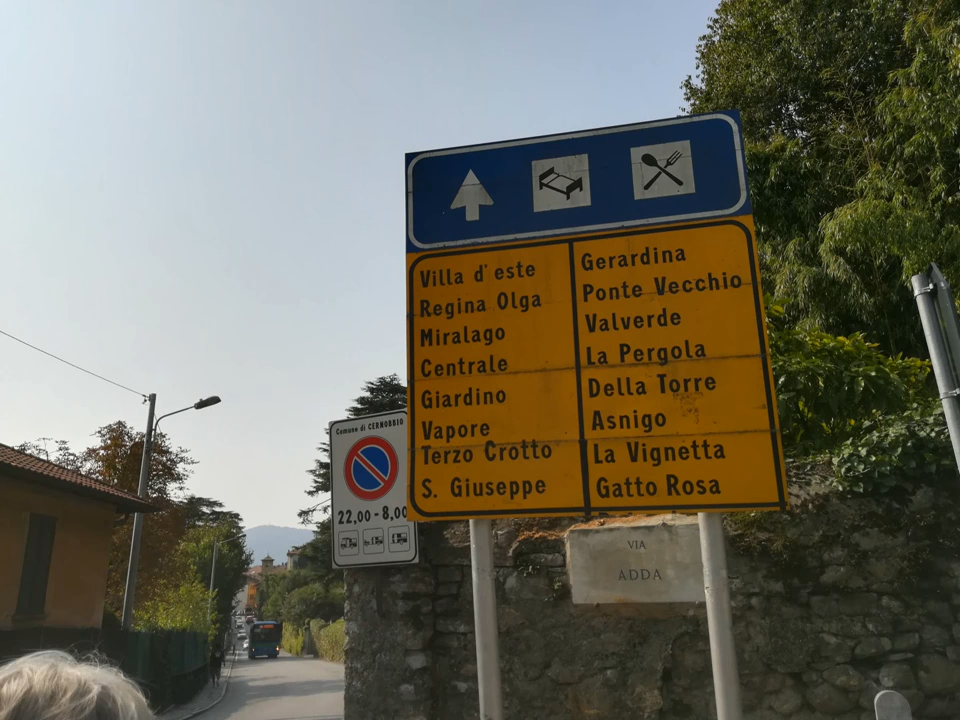 Villa d'este
Regina Olga
Miralago
Centrale
Giardino
Vapore
Terzo Crotto
S. Giuseppe
Gerardina
Ponte Vecchio
Valverde
La Pergola
Della Torre
Asnigo
La Vignetta
Gatto Rosa
Comune di CERNOBBIO
22,00 - 8,00
VIA
ADDA